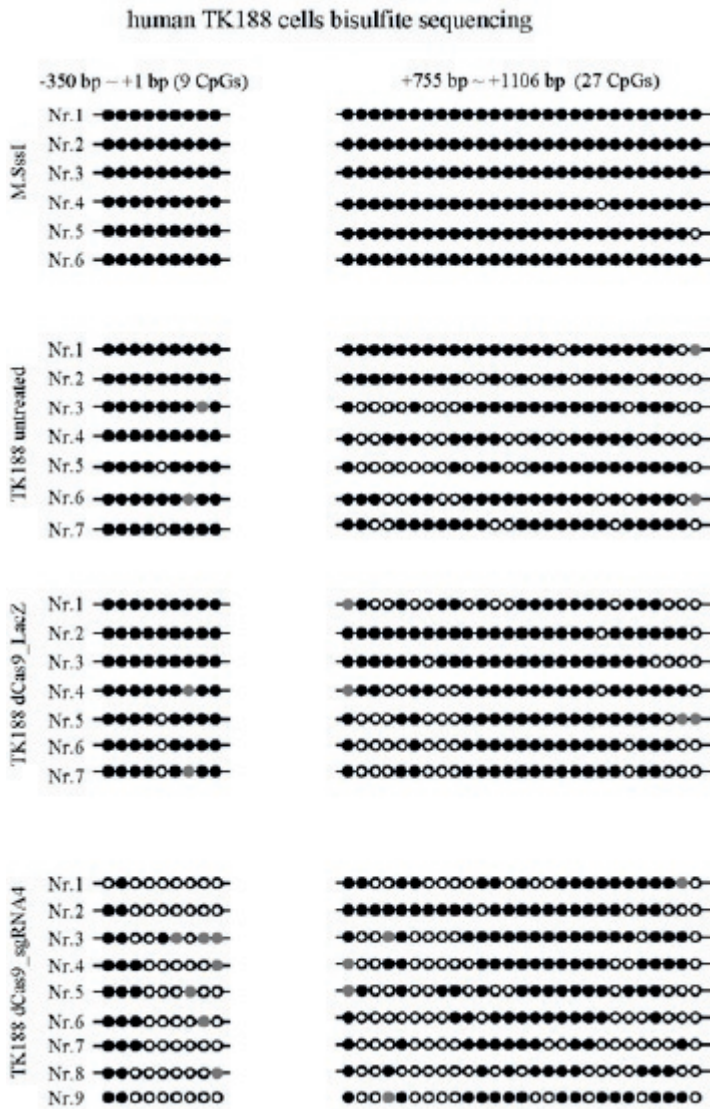 human TK188 cells bisulfite sequencing
-350 bp ~ +1 bp (9 CpGs)
+755 bp ~ +1106 bp (27 CpGs)
M.SssI
Nr.1
Nr.2
Nr.3
Nr.4
Nr.5
Nr.6
TK188 untreated
Nr.1
Nr.2
Nr.3
Nr.4
Nr.5
Nr.6
Nr.7
TK188 dCas9_LacZ
Nr.1
Nr.2
Nr.3
Nr.4
Nr.5
Nr.6
Nr.7
TK188 dCas9_sgRNA4
Nr.1
Nr.2
Nr.3
Nr.4
Nr.5
Nr.6
Nr.7
Nr.8
Nr.9